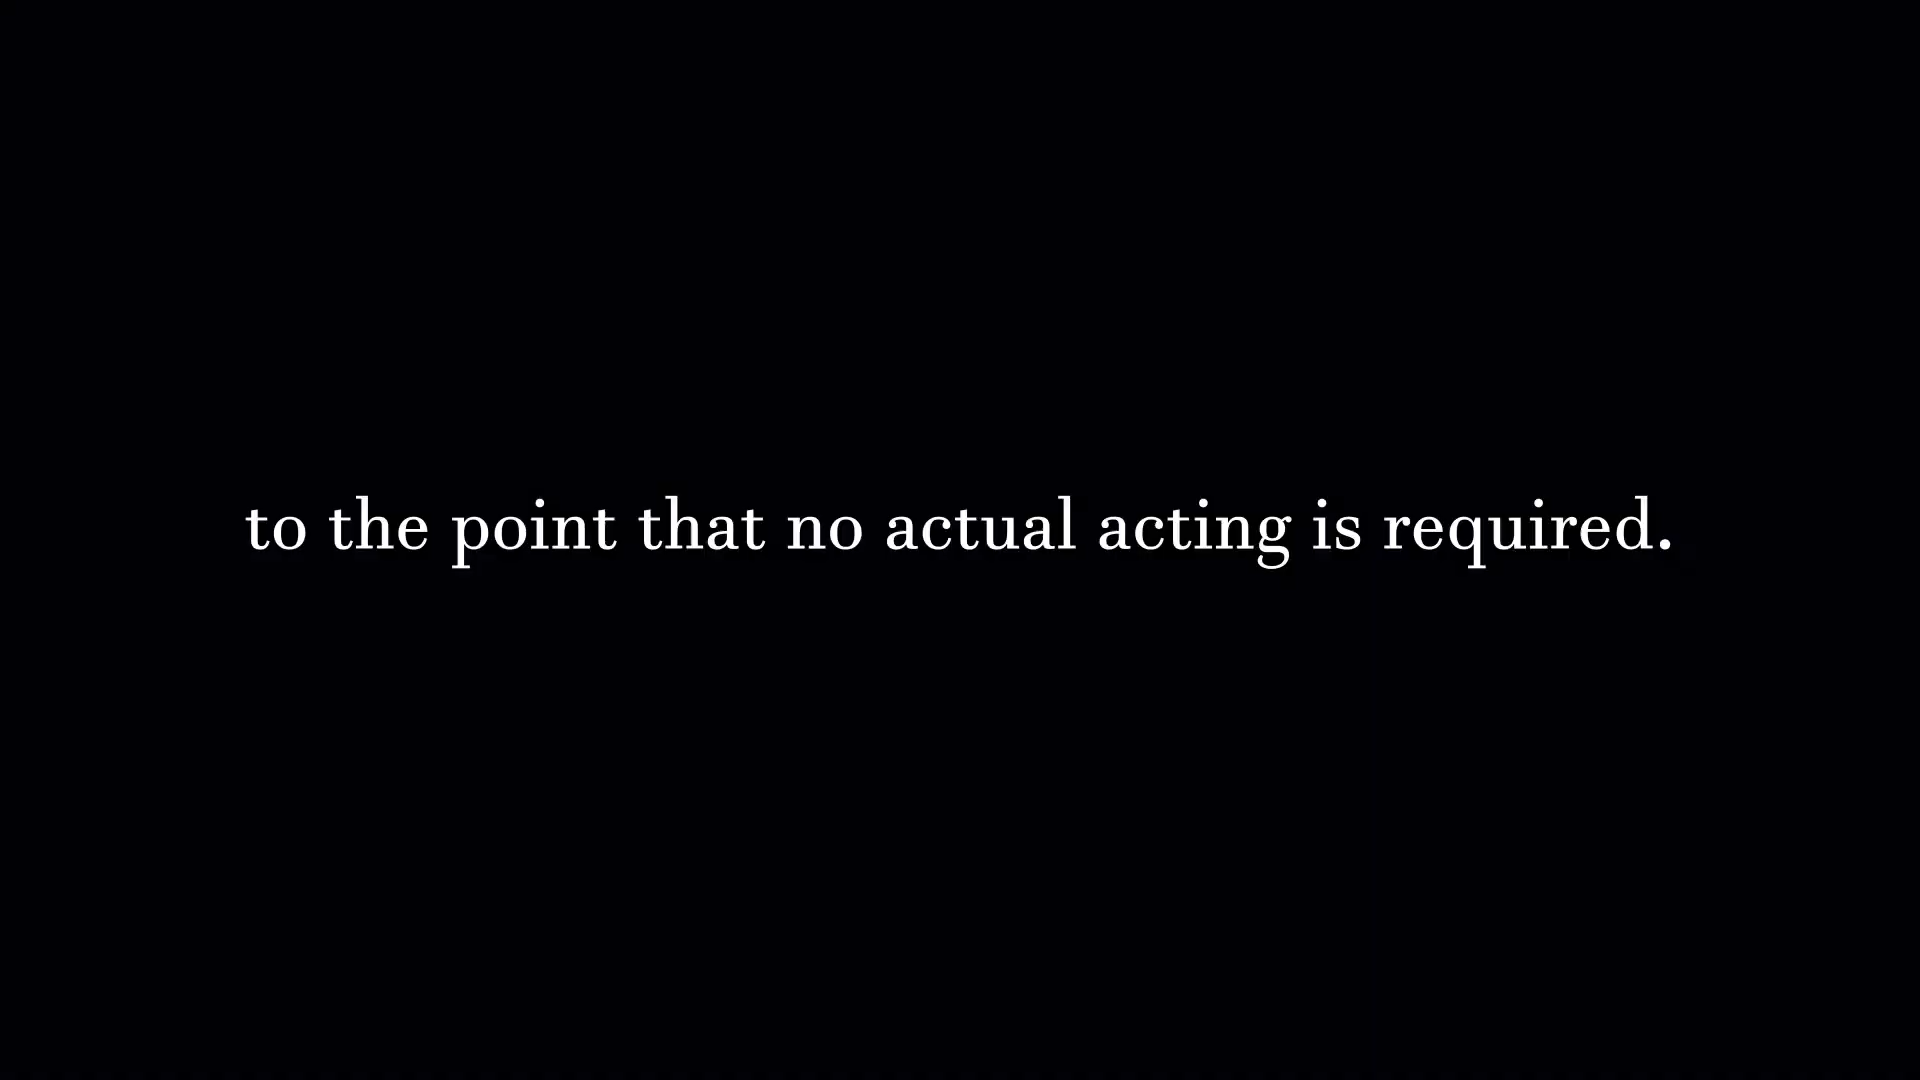 to the point that no actual acting is required.